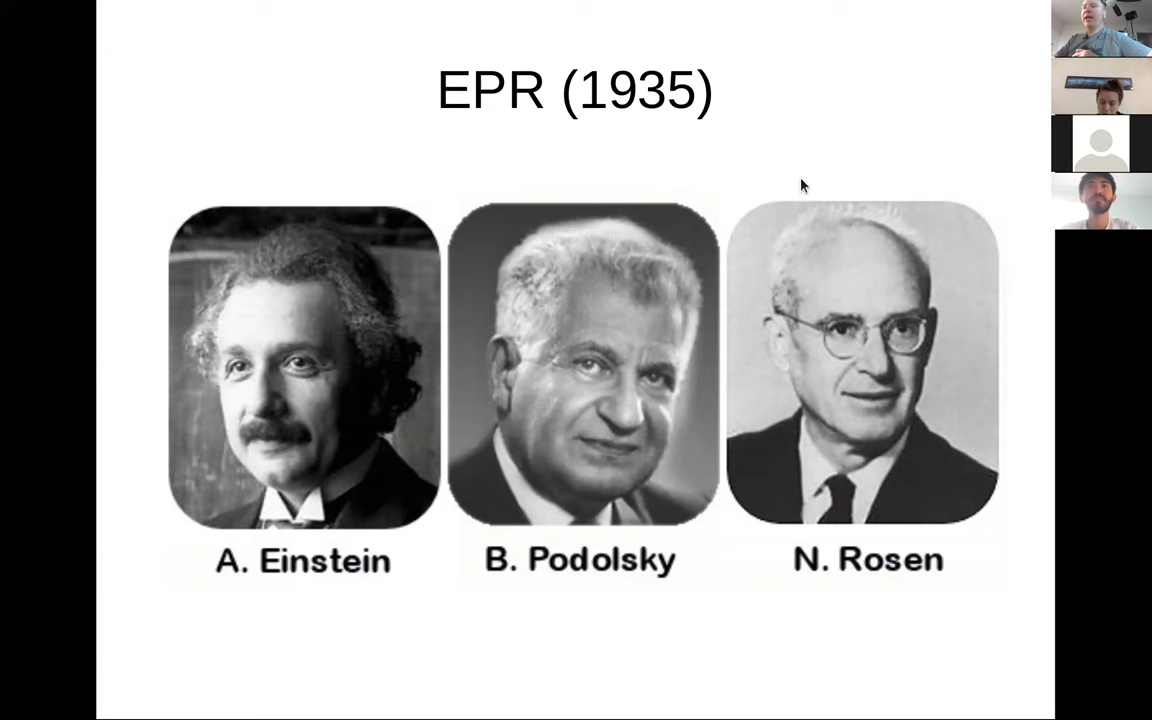 EPR (1935)
A. Einstein
B. Podolsky
N. Rosen